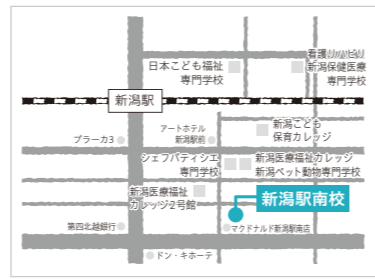 看護リハビリ
新潟保健医療
専門学校
日本こども福祉
専門学校
新潟駅
新潟こども
保育カレッジ
アートホテル
新潟駅前
プラーカ3
シェフパティシエ
専門学校
新潟医療福祉カレッジ
新潟ペット動物専門学校
新潟医療福祉
カレッジ2号館
新潟駅南校
第四北越銀行
マクドナルド新潟駅南店
ドン・キホーテ